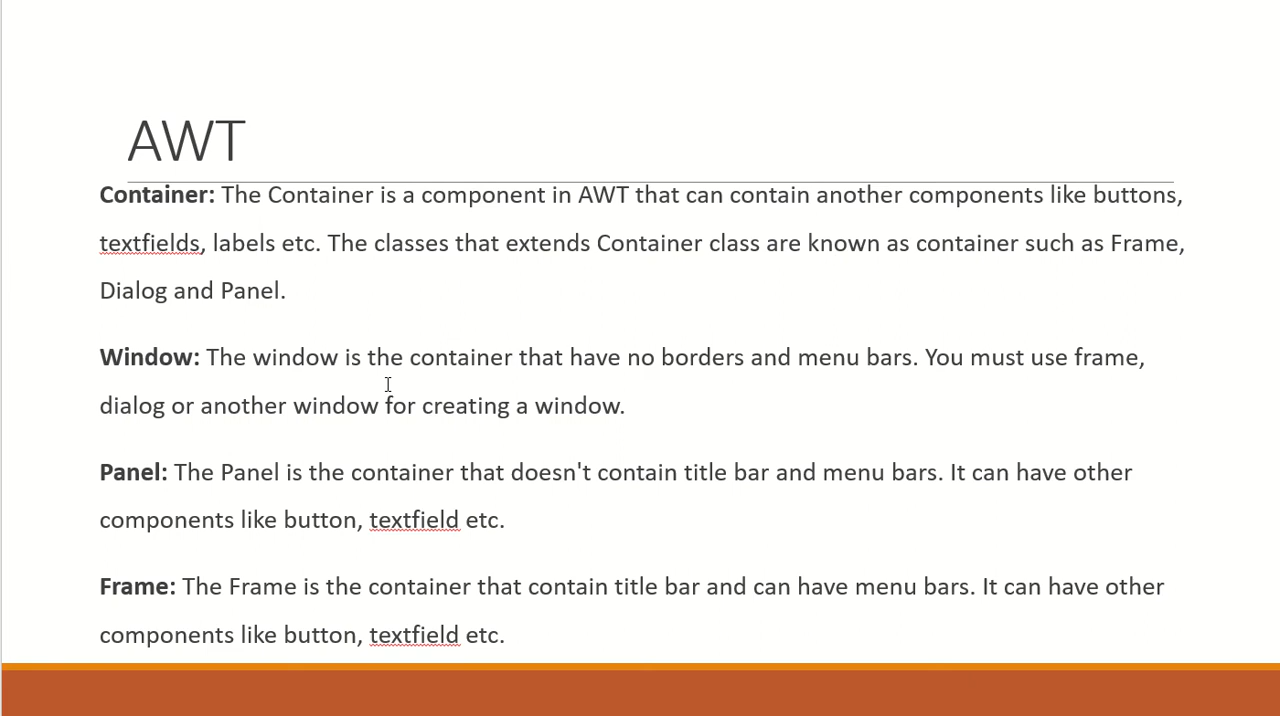 AWT
Container: The Container is a component in AWT that can contain another components like buttons,
textfields, labels etc. The classes that extends Container class are known as container such as Frame,
Dialog and Panel.
Window: The window is the container that have no borders and menu bars. You must use frame,
dialog or another window for creating a window.
Panel: The Panel is the container that doesn't contain title bar and menu bars. It can have other
components like button, textfield etc.
Frame: The Frame is the container that contain title bar and can have menu bars. It can have other
components like button, textfield etc.